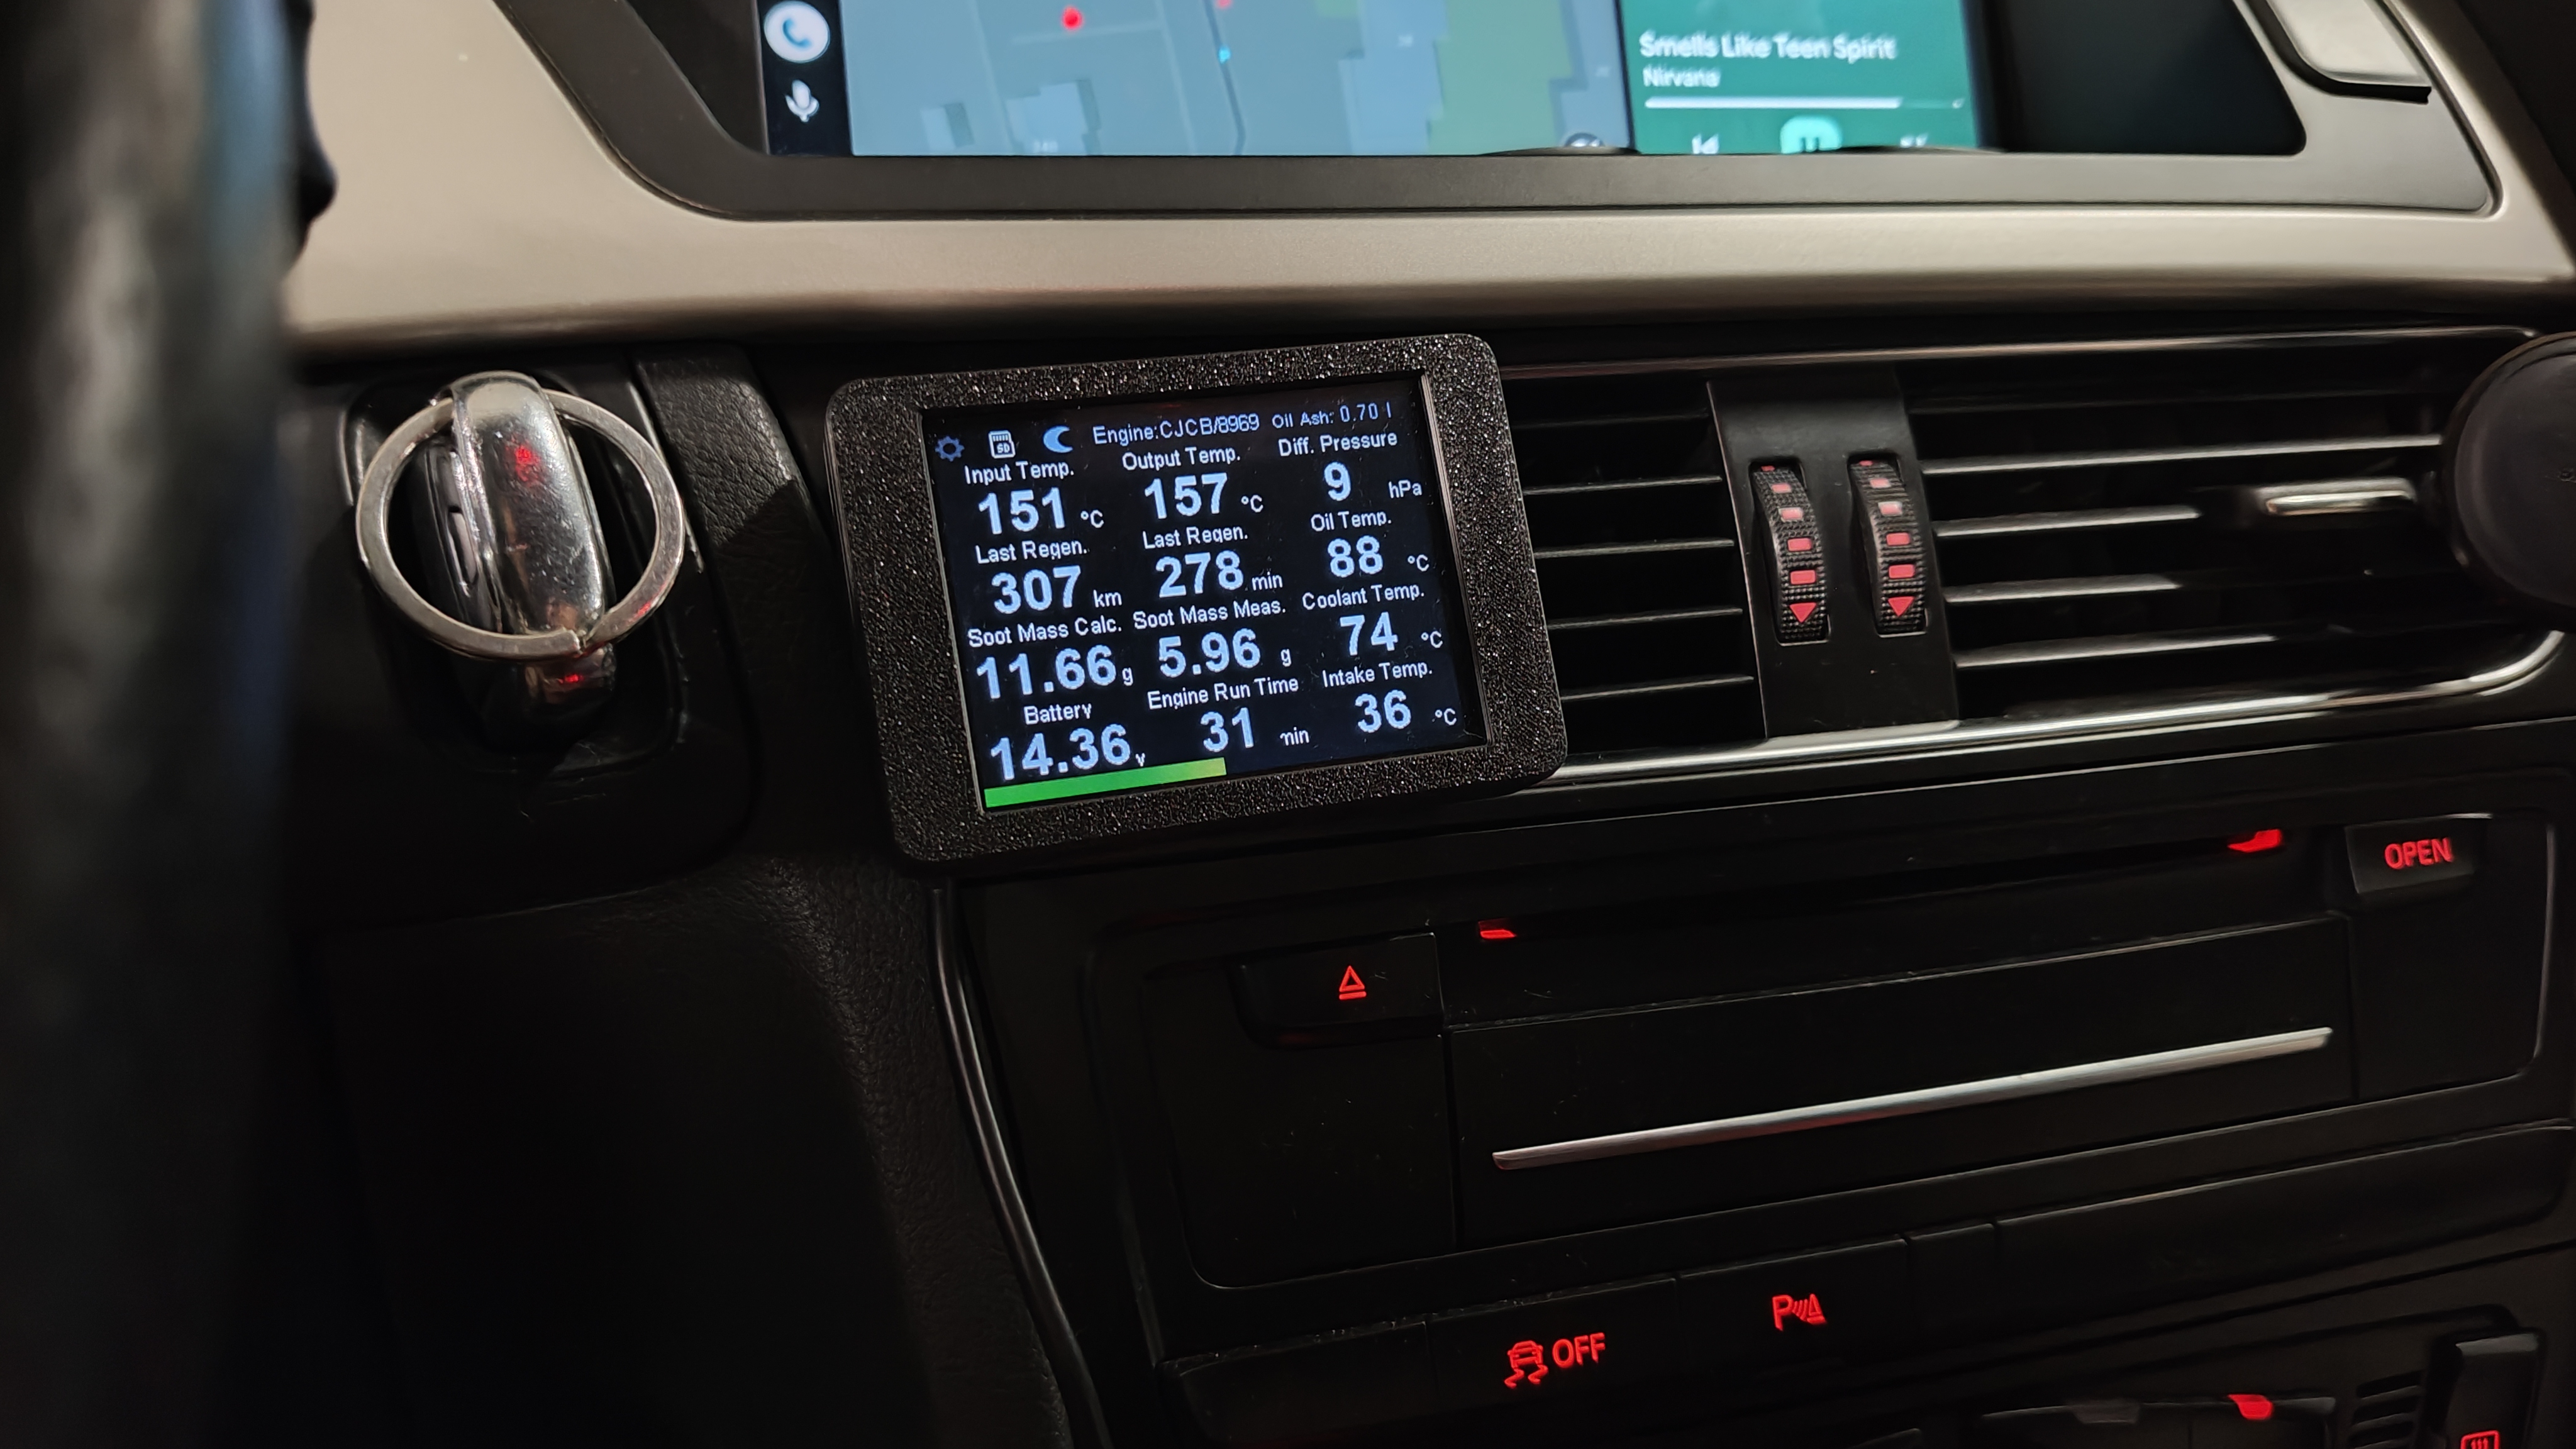 Smells Like Teen Spirit
Nirvana
Engine:CJCB/8969 Oil Ash: 0.70 l
Input Temp. Output Temp. Diff. Pressure
151 °C 157 °C 9 hPa
Last Regen. Last Regen. Oil Temp.
307 km 278 min 88 °C
Soot Mass Calc. Soot Mass Meas. Coolant Temp.
11.66 g 5.96 g 74 °C
Battery Engine Run Time Intake Temp.
14.36 v 31 min 36 °C
SD
OPEN
P
OFF